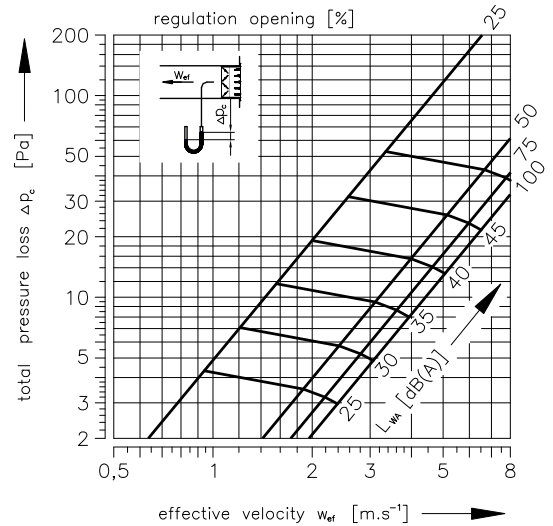 regulation opening [%]
25
200
100
50
30
20
10
5
3
2
total pressure loss Δpc [Pa]
wef
Δpc
50
75
100
45
40
35
30
25
LWA [dB(A)]
0,5 1 2 3 5 8
effective velocity wef [m.s⁻¹]